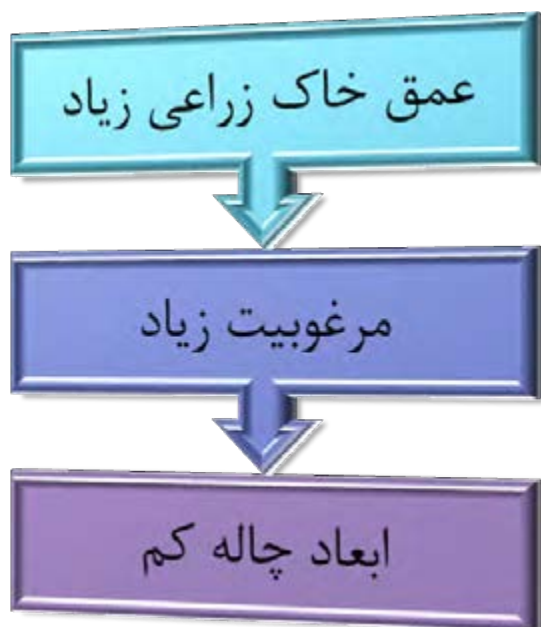 عمق خاک زراعی زیاد
مرغوبیت زیاد
ابعاد چاله کم